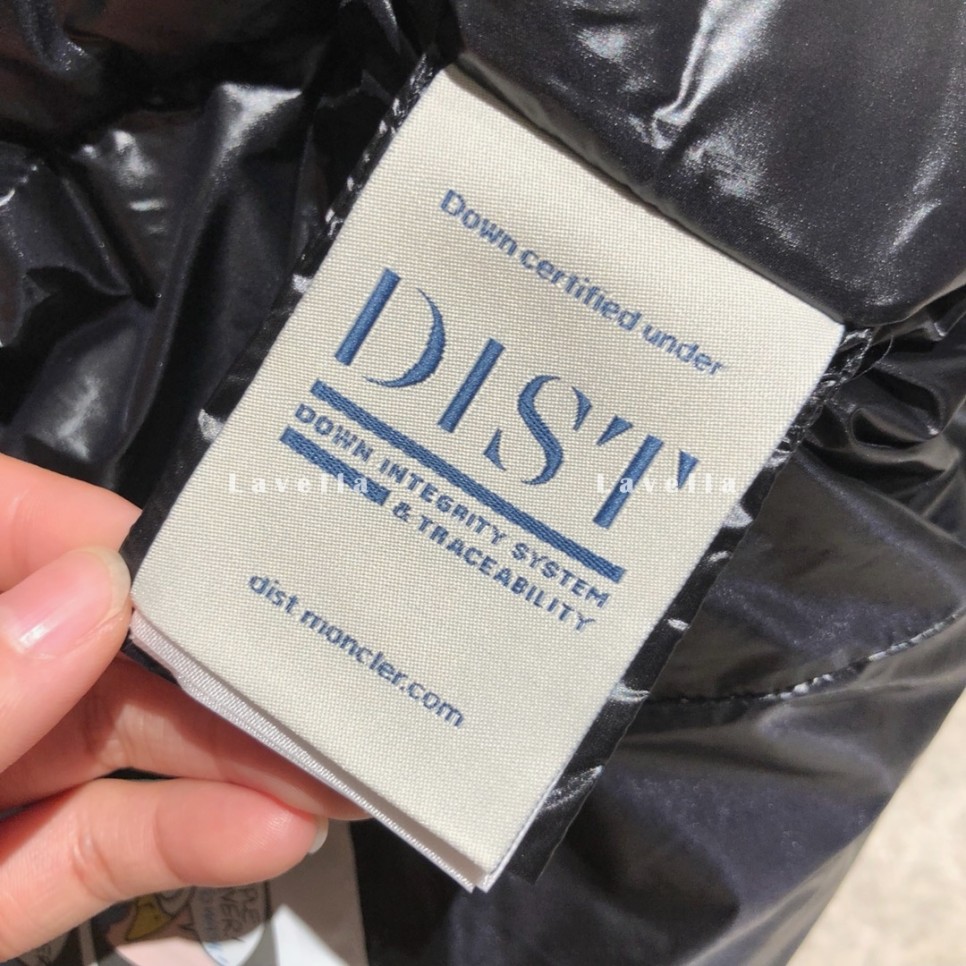 Down certified under
DIST
DOWN INTEGRITY SYSTEM
& TRACEABILITY
dist.moncler.com
Lavella Lavella